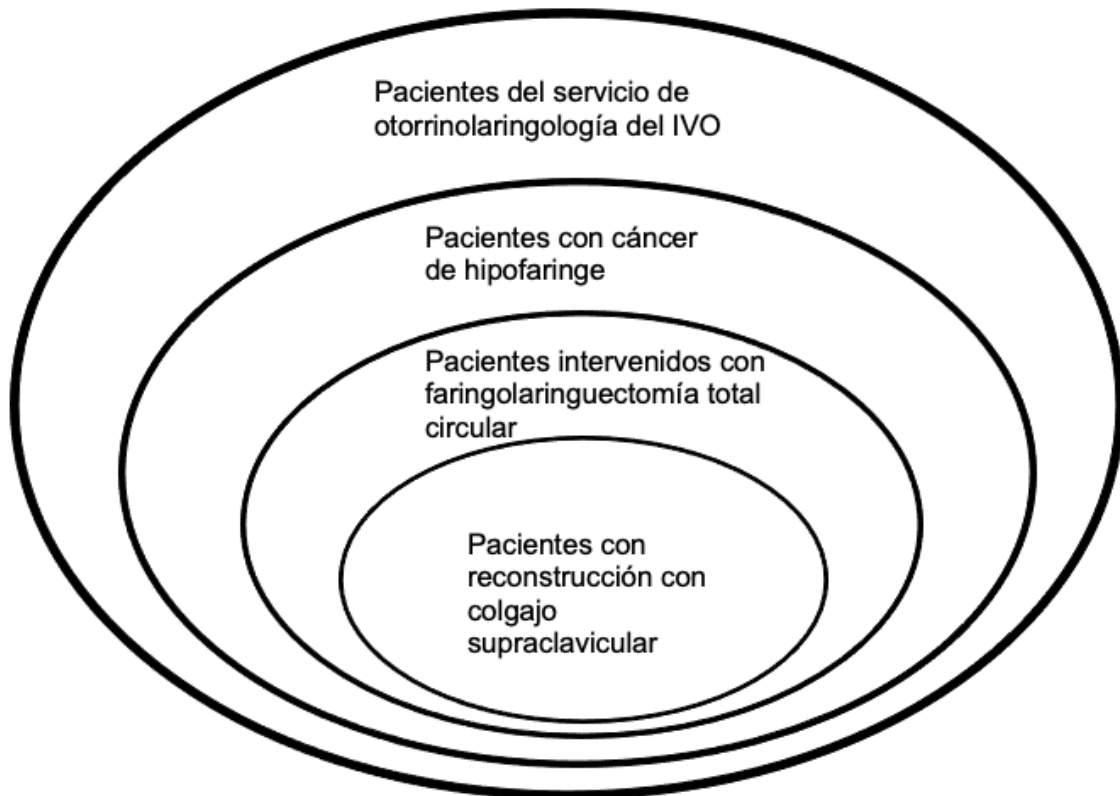 Pacientes del servicio de
otorrinolaringología del IVO
Pacientes con cáncer
de hipofaringe
Pacientes intervenidos con
faringolaringuectomía total
circular
Pacientes con
reconstrucción con
colgajo
supraclavicular